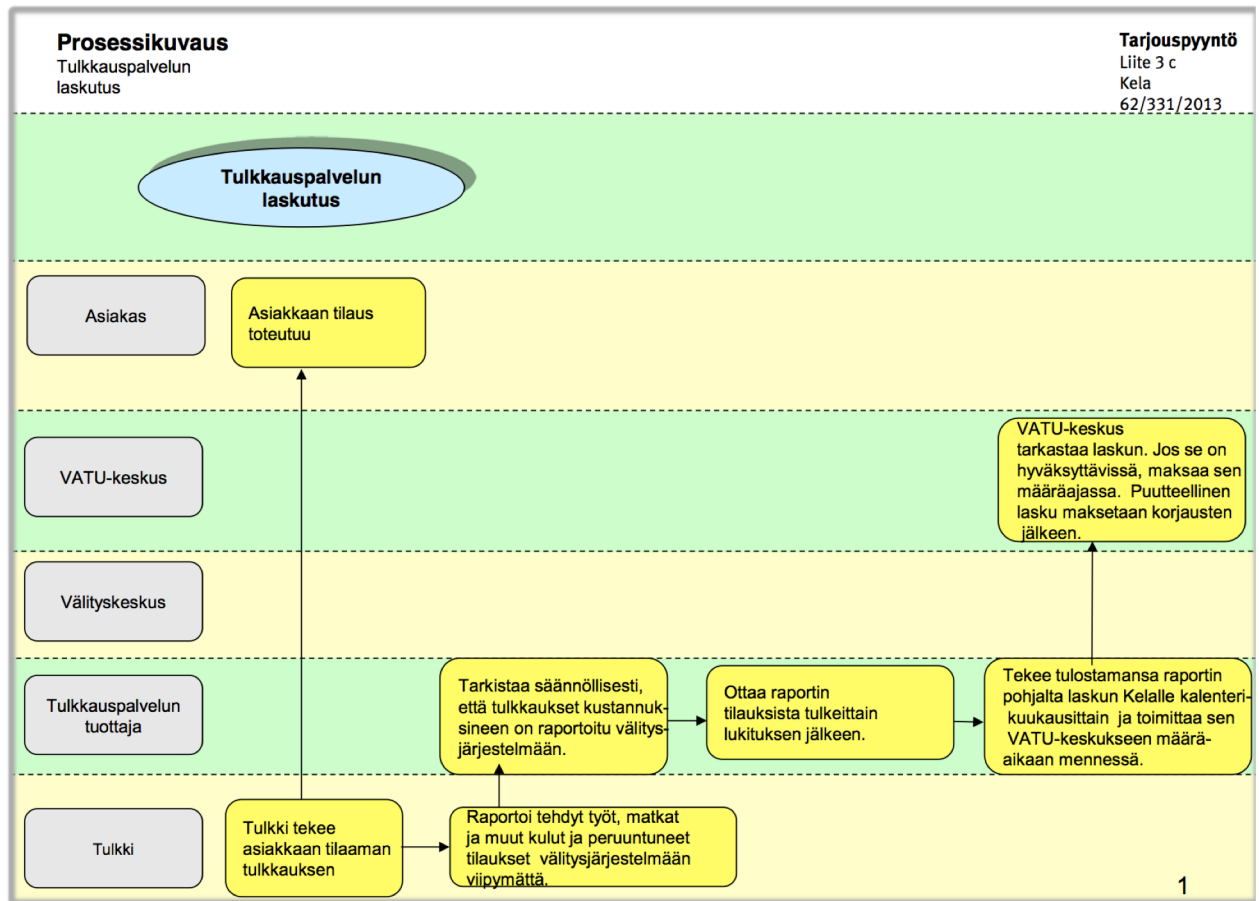 Prosessikuvaus
Tulkkauspalvelun
laskutus
Tarjouspyyntö
Liite 3 c
Kela
62/331/2013
Tulkkauspalvelun
laskutus
Asiakas
Asiakkaan tilaus
toteutuu
VATU-keskus
VATU-keskus
tarkastaa laskun. Jos se on
hyväksyttävissä, maksaa sen
määräajassa. Puutteellinen
lasku maksetaan korjausten
jälkeen.
Välityskeskus
Tulkkauspalvelun
tuottaja
Tarkistaa säännöllisesti,
että tulkkaukset kustannuk-
sineen on raportoitu välitys-
järjestelmään.
Ottaa raportin
tilauksista tulkeittain
lukituksen jälkeen.
Tekee tulostamansa raportin
pohjalta laskun Kelalle kalenteri-
kuukausittain ja toimittaa sen
VATU-keskukseen määrä-
aikaan mennessä.
Tulkki
Tulkki tekee
asiakkaan tilaaman
tulkkauksen
Raportoi tehdyt työt, matkat
ja muut kulut ja peruuntuneet
tilaukset välitysjärjestelmään
viipymättä.
1